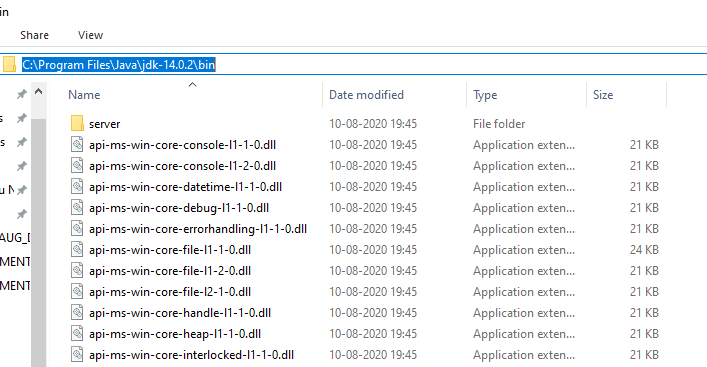 in
Share View
C:\Program Files\Java\jdk-14.0.2\bin
Name Date modified Type Size
server 10-08-2020 19:45 File folder
api-ms-win-core-console-l1-1-0.dll 10-08-2020 19:45 Application exten... 21 KB
api-ms-win-core-console-l1-2-0.dll 10-08-2020 19:45 Application exten... 21 KB
api-ms-win-core-datetime-l1-1-0.dll 10-08-2020 19:45 Application exten... 21 KB
api-ms-win-core-debug-l1-1-0.dll 10-08-2020 19:45 Application exten... 21 KB
api-ms-win-core-errorhandling-l1-1-0.dll 10-08-2020 19:45 Application exten... 21 KB
api-ms-win-core-file-l1-1-0.dll 10-08-2020 19:45 Application exten... 24 KB
api-ms-win-core-file-l1-2-0.dll 10-08-2020 19:45 Application exten... 21 KB
api-ms-win-core-file-l2-1-0.dll 10-08-2020 19:45 Application exten... 21 KB
api-ms-win-core-handle-l1-1-0.dll 10-08-2020 19:45 Application exten... 21 KB
api-ms-win-core-heap-l1-1-0.dll 10-08-2020 19:45 Application exten... 21 KB
api-ms-win-core-interlocked-l1-1-0.dll 10-08-2020 19:45 Application exten... 21 KB
s
s
u N
AUG_D
MENT
MENT